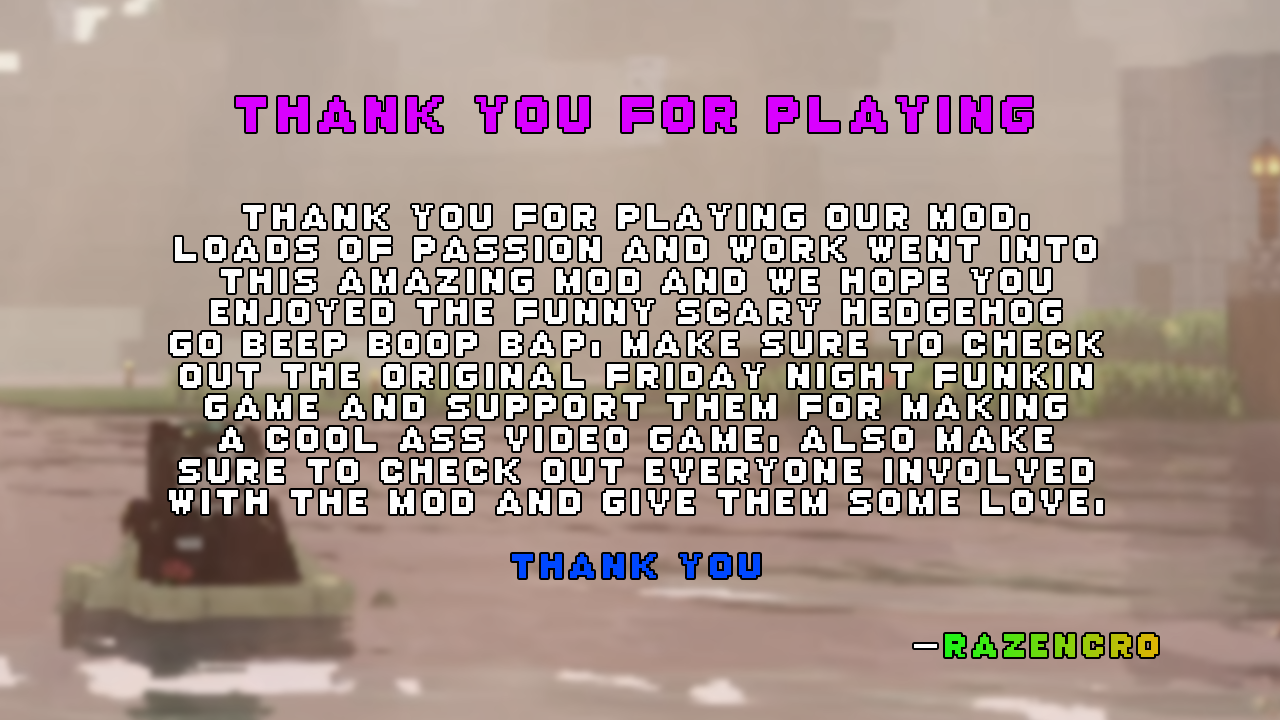 THANK YOU FOR PLAYING
THANK YOU FOR PLAYING OUR MOD.
LOADS OF PASSION AND WORK WENT INTO
THIS AMAZING MOD AND WE HOPE YOU
ENJOYED THE FUNNY SCARY HEDGEHOG
GO BEEP BOOP BAP. MAKE SURE TO CHECK
OUT THE ORIGINAL FRIDAY NIGHT FUNKIN
GAME AND SUPPORT THEM FOR MAKING
A COOL ASS VIDEO GAME. ALSO MAKE
SURE TO CHECK OUT EVERYONE INVOLVED
WITH THE MOD AND GIVE THEM SOME LOVE.
THANK YOU
-RAZENCRO